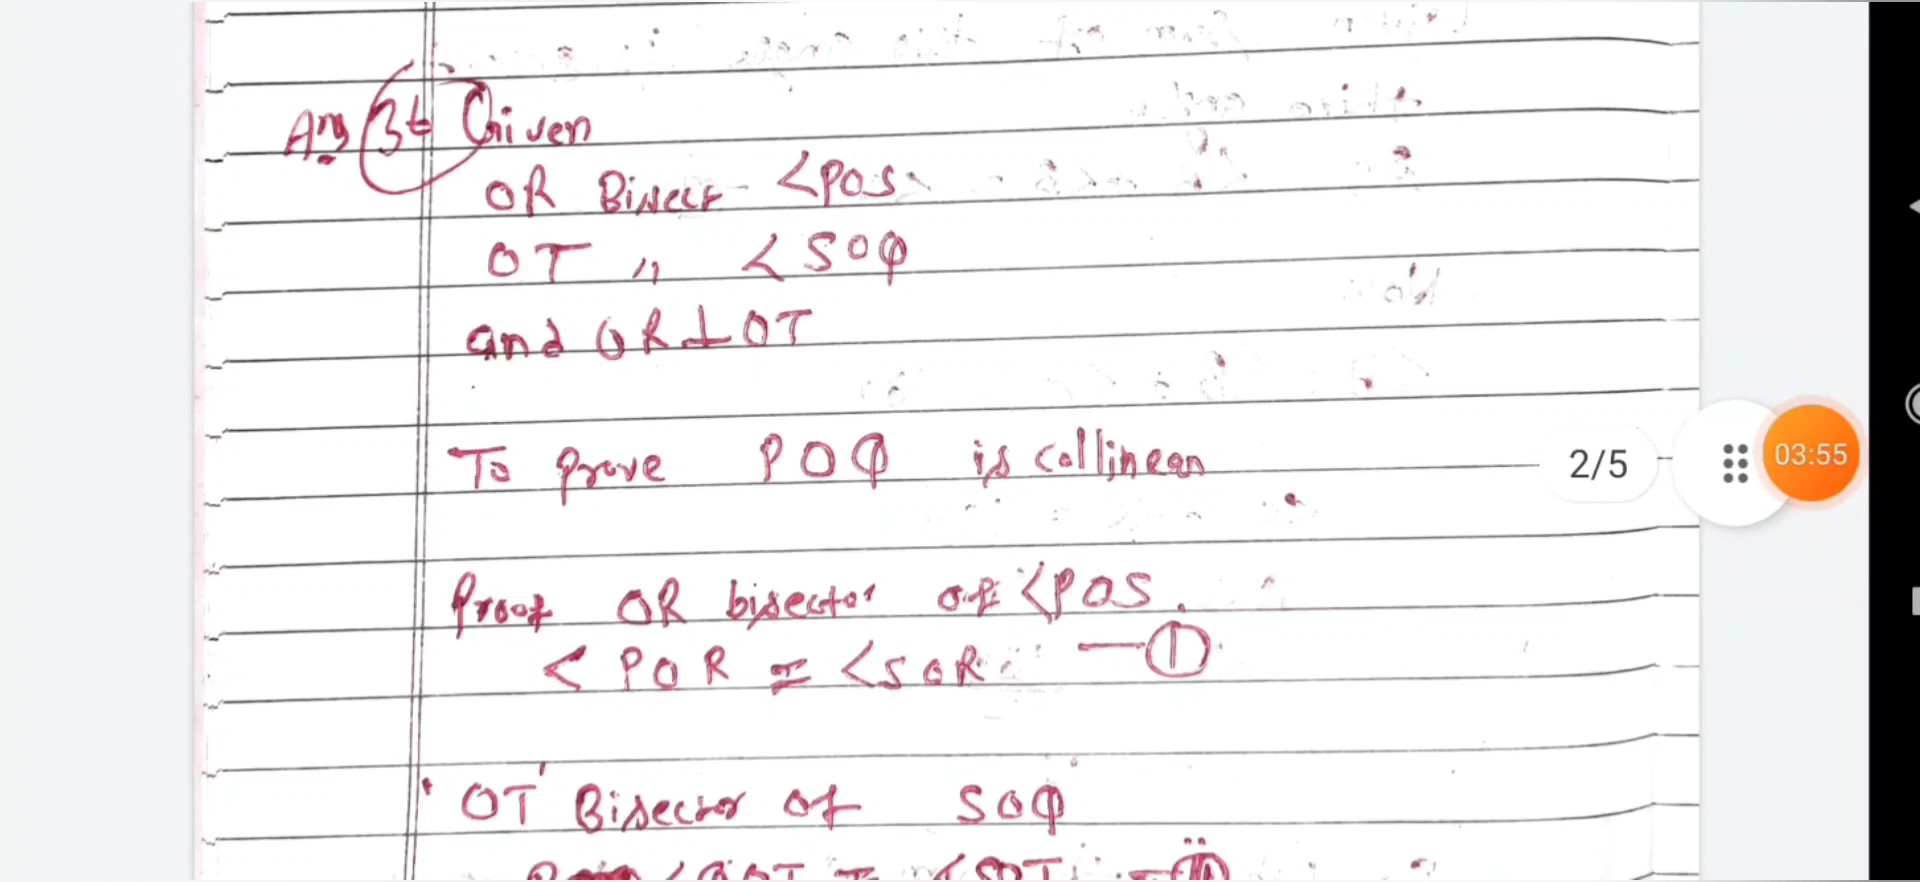 Ans 36 Given
OR Bisect <POS
OT " <SOQ
and OR⊥OT
To prove POQ is collinear
2/5
03:55
Proof OR bisector of <POS.
<POR = <SOR — ①
OT Bisector of SOQ